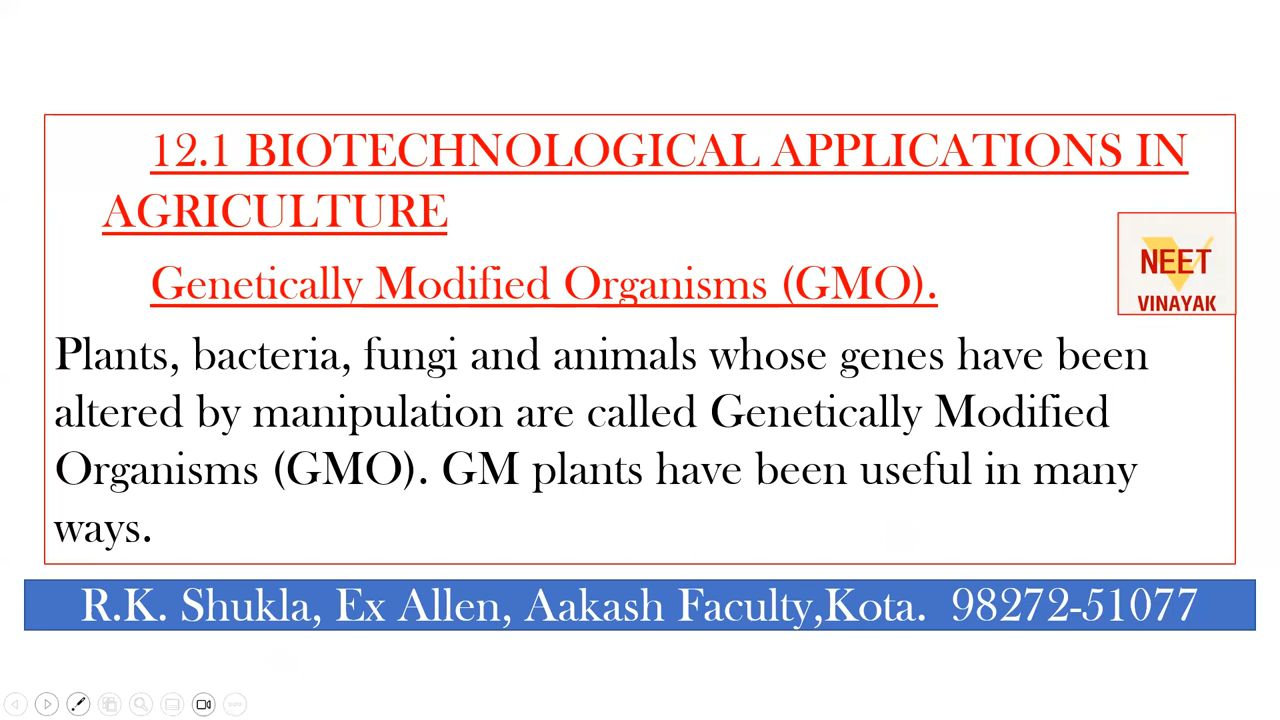 12.1 BIOTECHNOLOGICAL APPLICATIONS IN
AGRICULTURE
Genetically Modified Organisms (GMO).
NEET
VINAYAK
Plants, bacteria, fungi and animals whose genes have been
altered by manipulation are called Genetically Modified
Organisms (GMO). GM plants have been useful in many
ways.
R.K. Shukla, Ex Allen, Aakash Faculty,Kota. 98272-51077